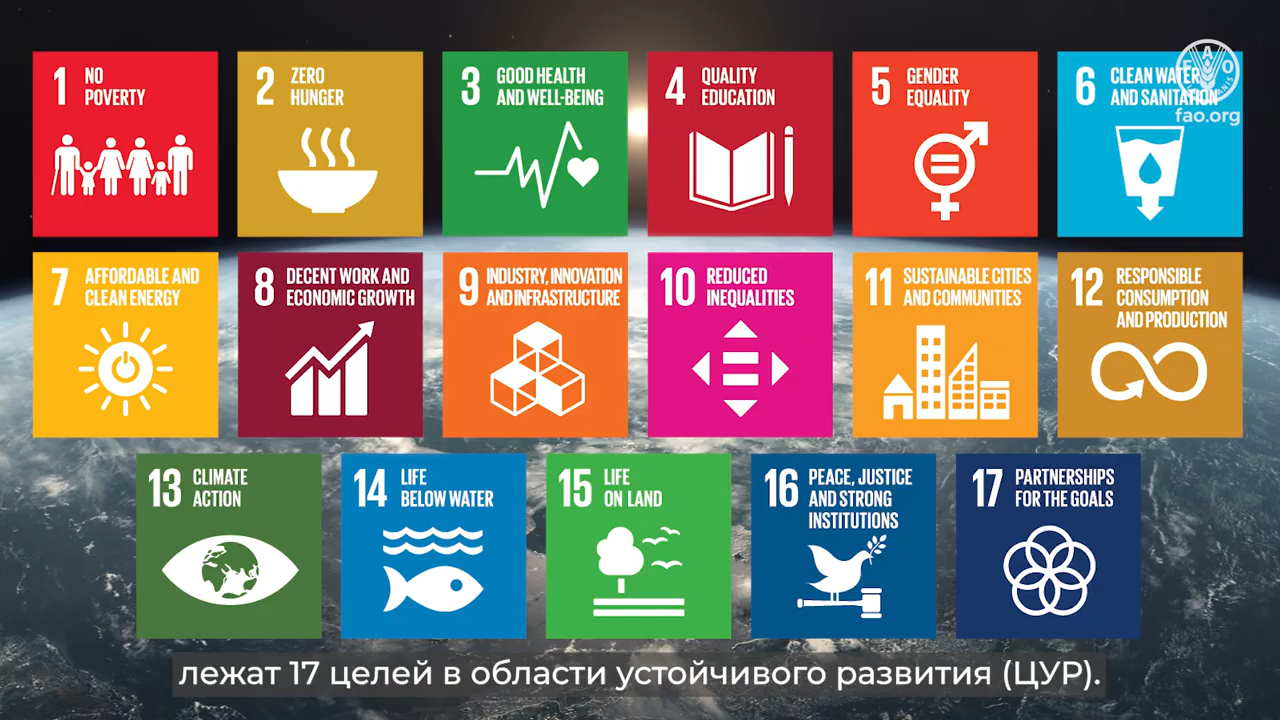 1 NO
POVERTY
2 ZERO
HUNGER
3 GOOD HEALTH
AND WELL-BEING
4 QUALITY
EDUCATION
5 GENDER
EQUALITY
6 CLEAN WATER
AND SANITATION
F A O
fao.org
7 AFFORDABLE AND
CLEAN ENERGY
8 DECENT WORK AND
ECONOMIC GROWTH
9 INDUSTRY, INNOVATION
AND INFRASTRUCTURE
10 REDUCED
INEQUALITIES
11 SUSTAINABLE CITIES
AND COMMUNITIES
12 RESPONSIBLE
CONSUMPTION
AND PRODUCTION
13 CLIMATE
ACTION
14 LIFE
BELOW WATER
15 LIFE
ON LAND
16 PEACE, JUSTICE
AND STRONG
INSTITUTIONS
17 PARTNERSHIPS
FOR THE GOALS
лежат 17 целей в области устойчивого развития (ЦУР).